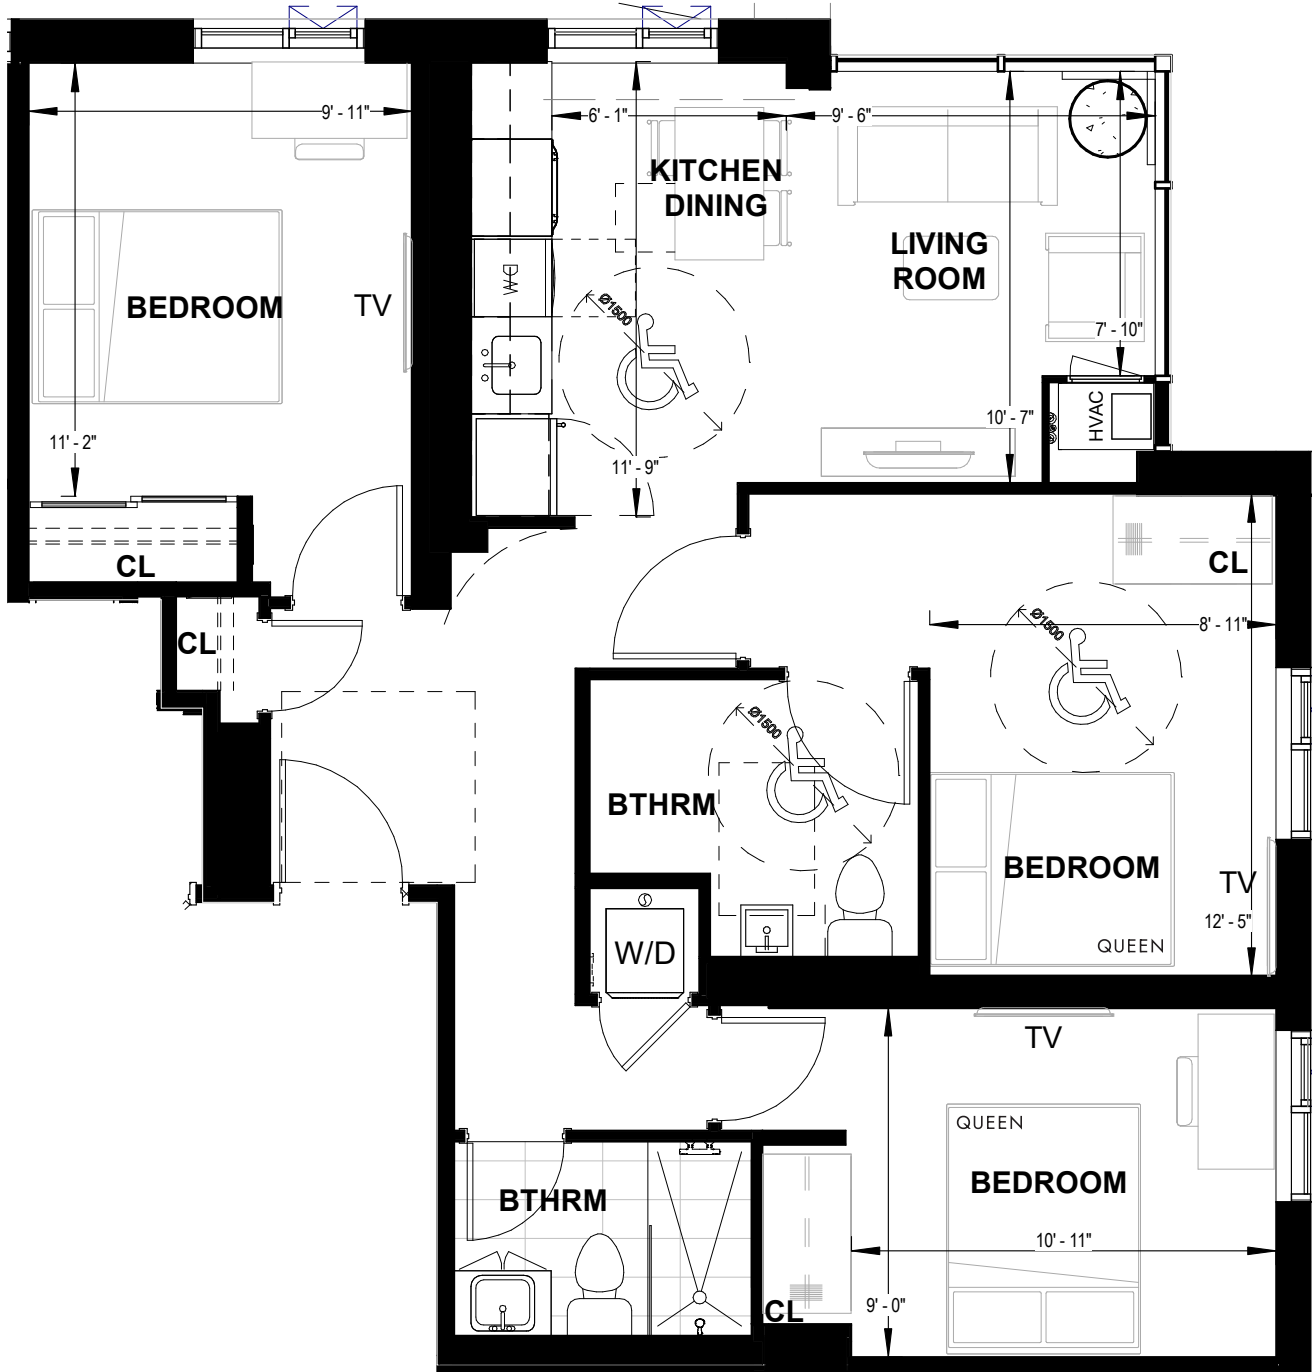 9' - 11"
6' - 1"
9' - 6"
KITCHEN
DINING
LIVING
ROOM
BEDROOM
TV
DW
Ø1500
7' - 10"
HVAC
10' - 7"
11' - 2"
11' - 9"
CL
CL
CL
8' - 11"
Ø1500
Ø1500
BTHRM
BEDROOM
TV
12' - 5"
QUEEN
W/D
S
TV
QUEEN
BEDROOM
BTHRM
10' - 11"
9' - 0"
CL